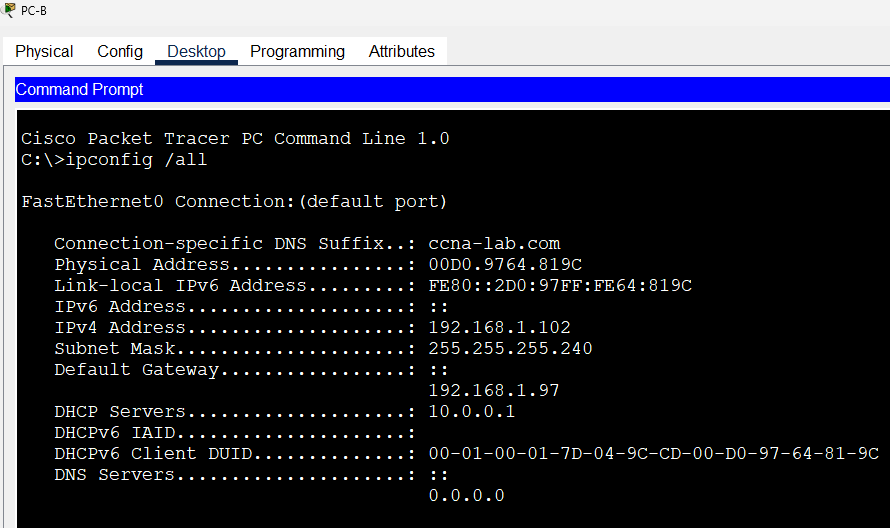 PC-B
Physical Config Desktop Programming Attributes
Command Prompt
Cisco Packet Tracer PC Command Line 1.0
C:\>ipconfig /all
FastEthernet0 Connection:(default port)
Connection-specific DNS Suffix..: ccna-lab.com
Physical Address................: 00D0.9764.819C
Link-local IPv6 Address.........: FE80::2D0:97FF:FE64:819C
IPv6 Address....................: ::
IPv4 Address....................: 192.168.1.102
Subnet Mask.....................: 255.255.255.240
Default Gateway.................: ::
192.168.1.97
DHCP Servers....................: 10.0.0.1
DHCPv6 IAID.....................:
DHCPv6 Client DUID..............: 00-01-00-01-7D-04-9C-CD-00-D0-97-64-81-9C
DNS Servers.....................: ::
0.0.0.0